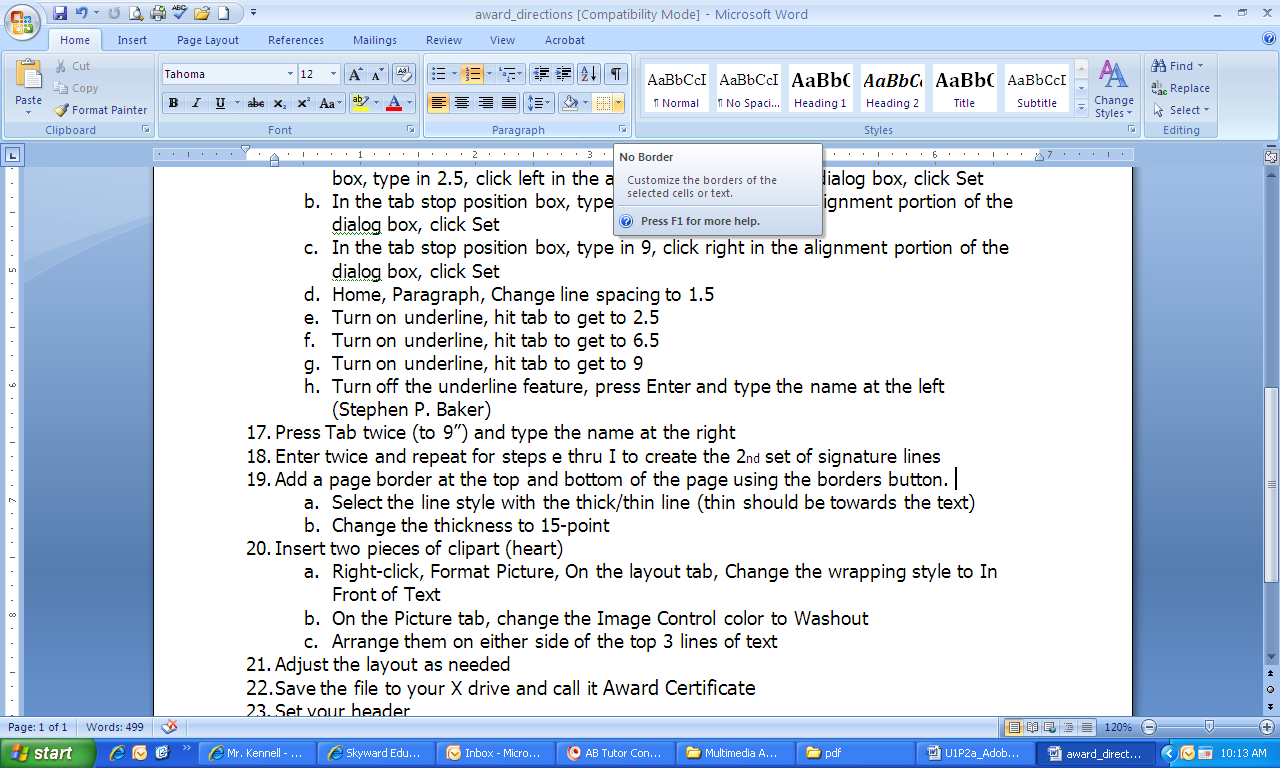 award_directions [Compatibility Mode] - Microsoft Word
Home Insert Page Layout References Mailings Review View Acrobat
Paste
Cut
Copy
Format Painter
Clipboard
Tahoma 12
Font
Paragraph
AaBbCcI AaBbCcI AaBbC AaBbCc AaBbC AaBbCcI
¶ Normal ¶ No Spaci... Heading 1 Heading 2 Title Subtitle
Change Styles
Styles
Find
Replace
Select
Editing
1 2 3 6 7
No Border
Customize the borders of the
selected cells or text.
Press F1 for more help.
box, type in 2.5, click left in the a dialog box, click Set
b. In the tab stop position box, type ignment portion of the
dialog box, click Set
c. In the tab stop position box, type in 9, click right in the alignment portion of the
dialog box, click Set
d. Home, Paragraph, Change line spacing to 1.5
e. Turn on underline, hit tab to get to 2.5
f. Turn on underline, hit tab to get to 6.5
g. Turn on underline, hit tab to get to 9
h. Turn off the underline feature, press Enter and type the name at the left
(Stephen P. Baker)
17. Press Tab twice (to 9”) and type the name at the right
18. Enter twice and repeat for steps e thru I to create the 2nd set of signature lines
19. Add a page border at the top and bottom of the page using the borders button.
a. Select the line style with the thick/thin line (thin should be towards the text)
b. Change the thickness to 15-point
20. Insert two pieces of clipart (heart)
a. Right-click, Format Picture, On the layout tab, Change the wrapping style to In
Front of Text
b. On the Picture tab, change the Image Control color to Washout
c. Arrange them on either side of the top 3 lines of text
21. Adjust the layout as needed
22. Save the file to your X drive and call it Award Certificate
23. Set your header
Page: 1 of 1 Words: 499 120%
start Mr. Kennell - ... Skyward Edu... Inbox - Micro... AB Tutor Con... Multimedia A... pdf U1P2a_Adob... award_direct... 10:13 AM